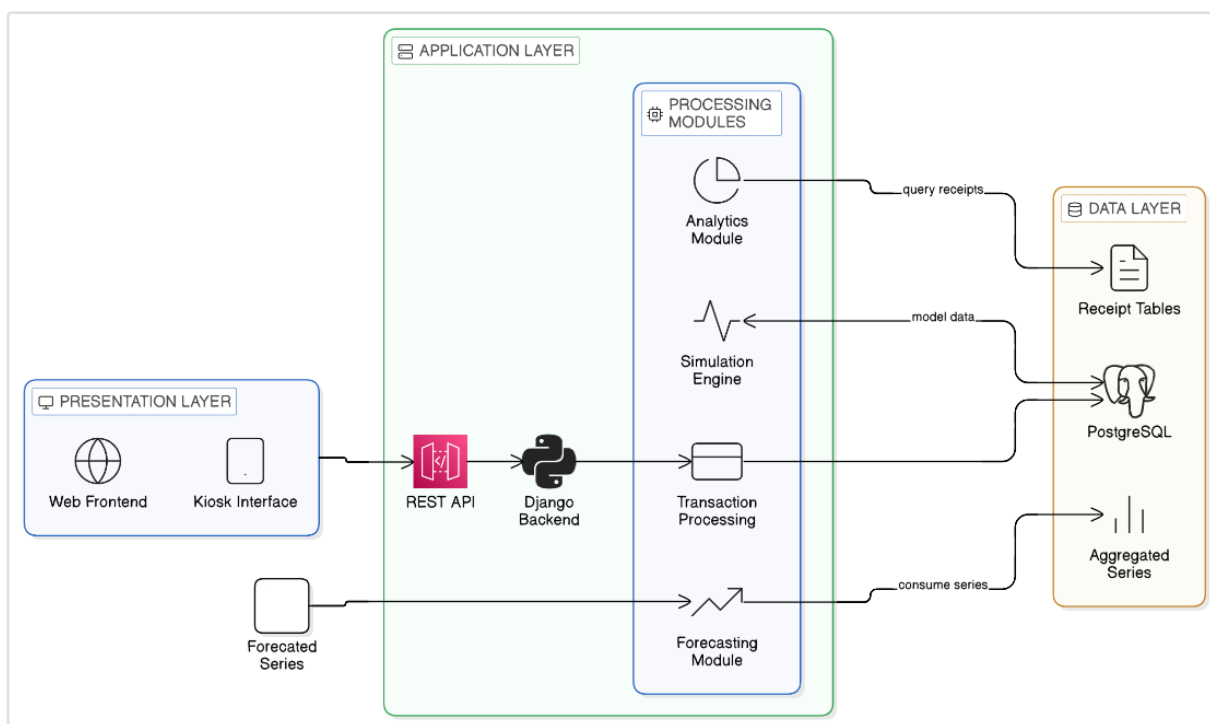 APPLICATION LAYER
PROCESSING
MODULES
Analytics
Module
query receipts
DATA LAYER
Receipt Tables
Simulation
Engine
model data
PostgreSQL
PRESENTATION LAYER
Web Frontend
Kiosk Interface
REST API
Django
Backend
Transaction
Processing
Aggregated
Series
consume series
Forecated
Series
Forecasting
Module